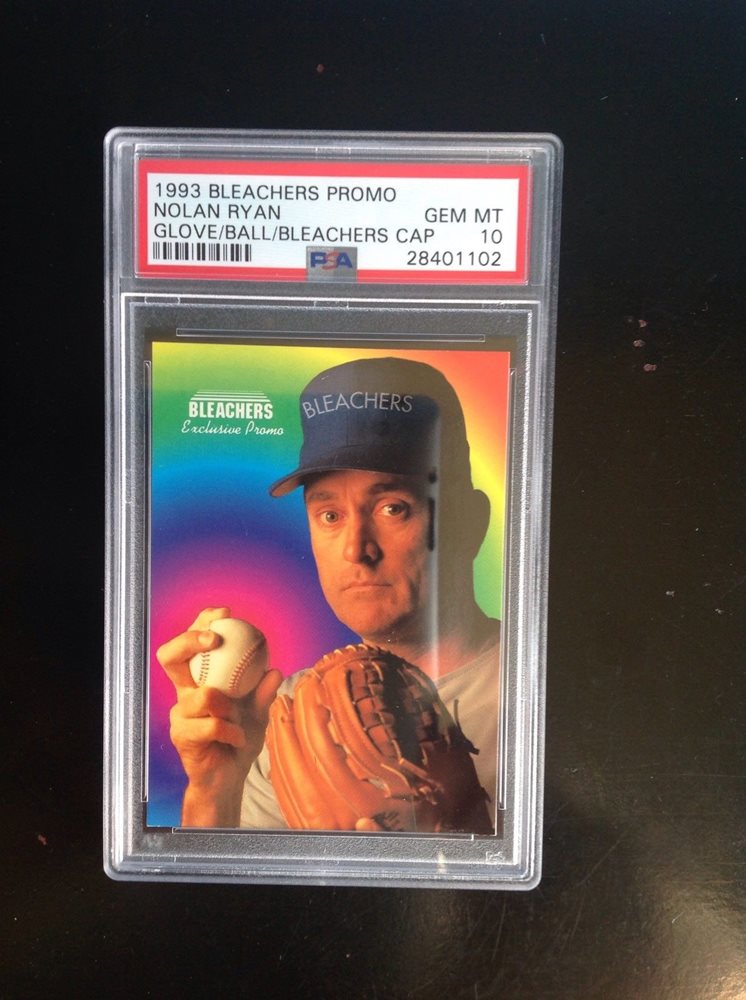 1993 BLEACHERS PROMO
NOLAN RYAN GEM MT
GLOVE/BALL/BLEACHERS CAP 10
PSA 28401102
BLEACHERS
Exclusive Promo
BLEACHERS